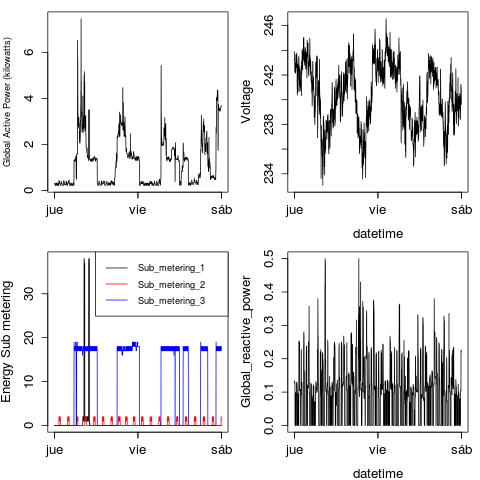 Global Active Power (kilowatts)
0 2 4 6
jue vie sáb
Voltage
234 238 242 246
jue vie sáb
datetime
Energy Sub metering
0 10 20 30
Sub_metering_1
Sub_metering_2
Sub_metering_3
jue vie sáb
Global_reactive_power
0.0 0.1 0.2 0.3 0.4 0.5
jue vie sáb
datetime